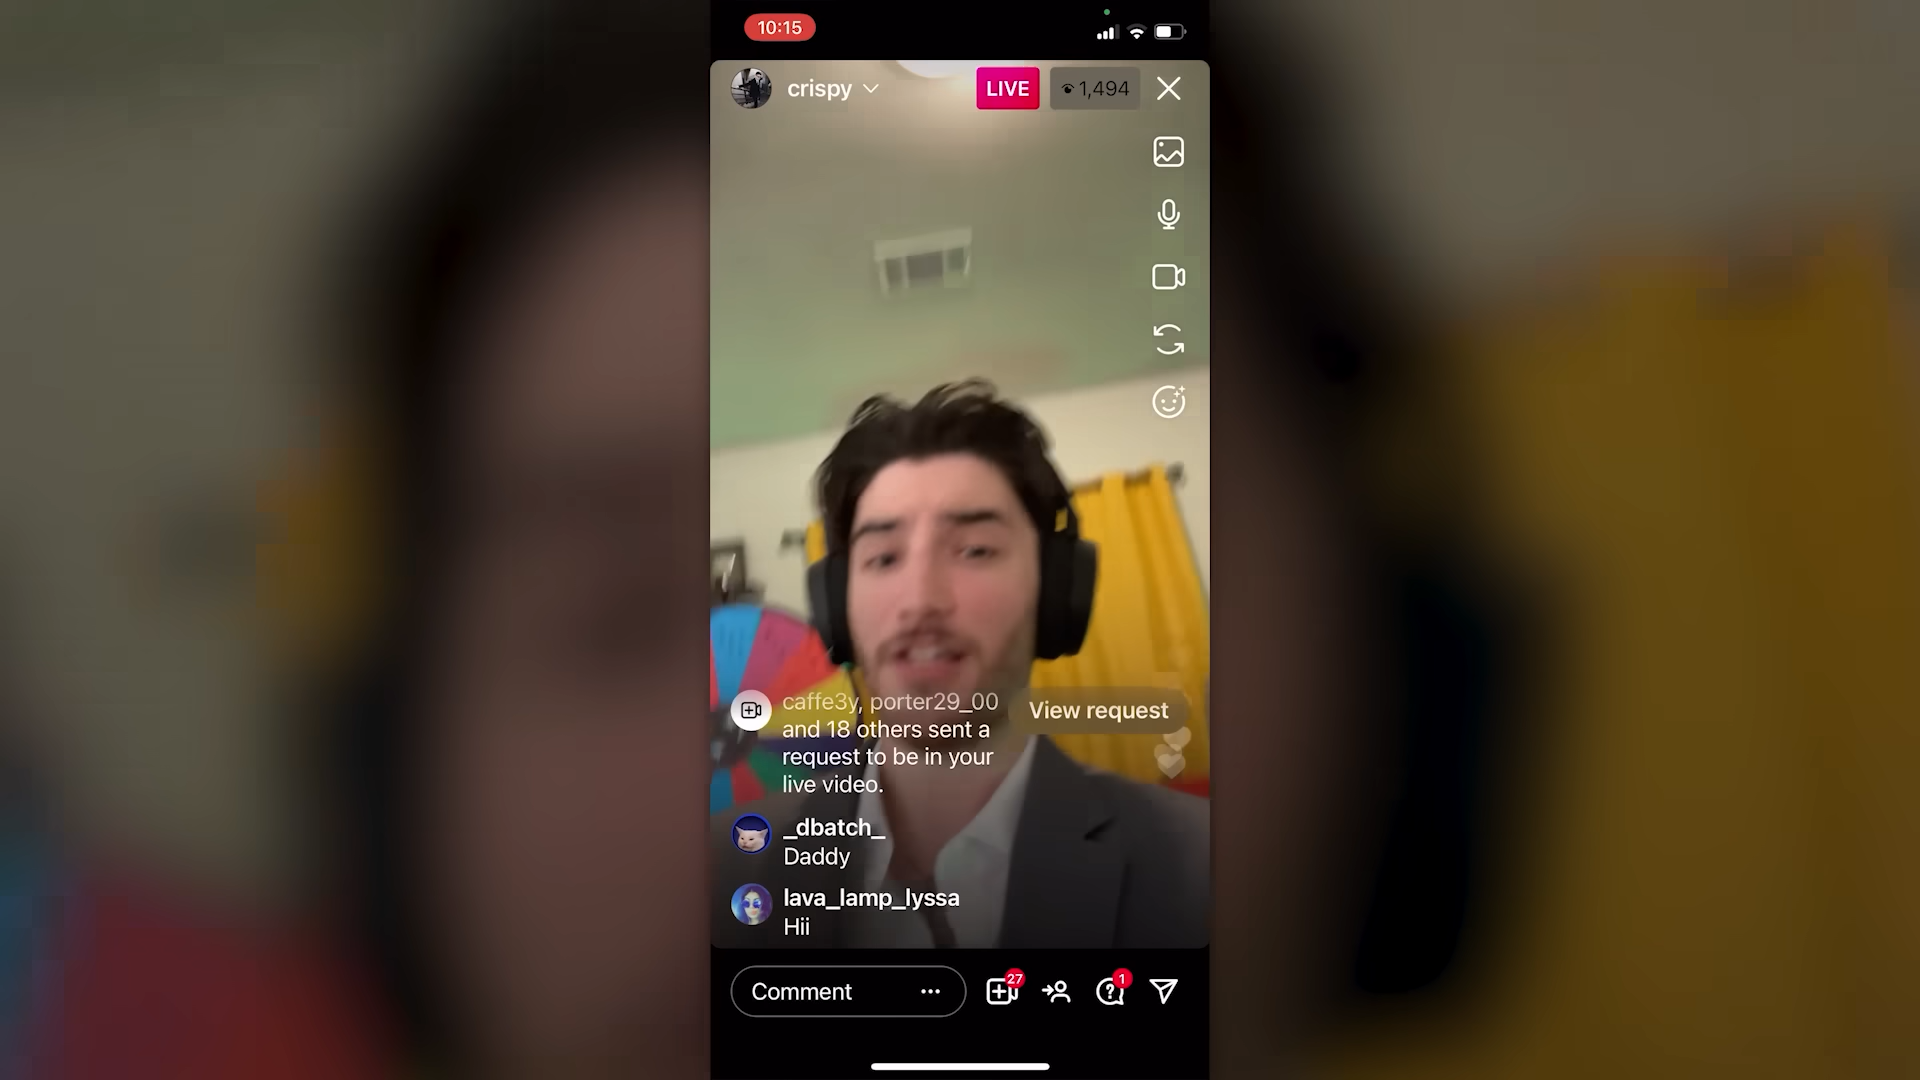 10:15
crispy
LIVE
1,494
caffe3y, porter29_00
and 18 others sent a
request to be in your
live video.
View request
_dbatch_
Daddy
lava_lamp_lyssa
Hii
Comment
27
1